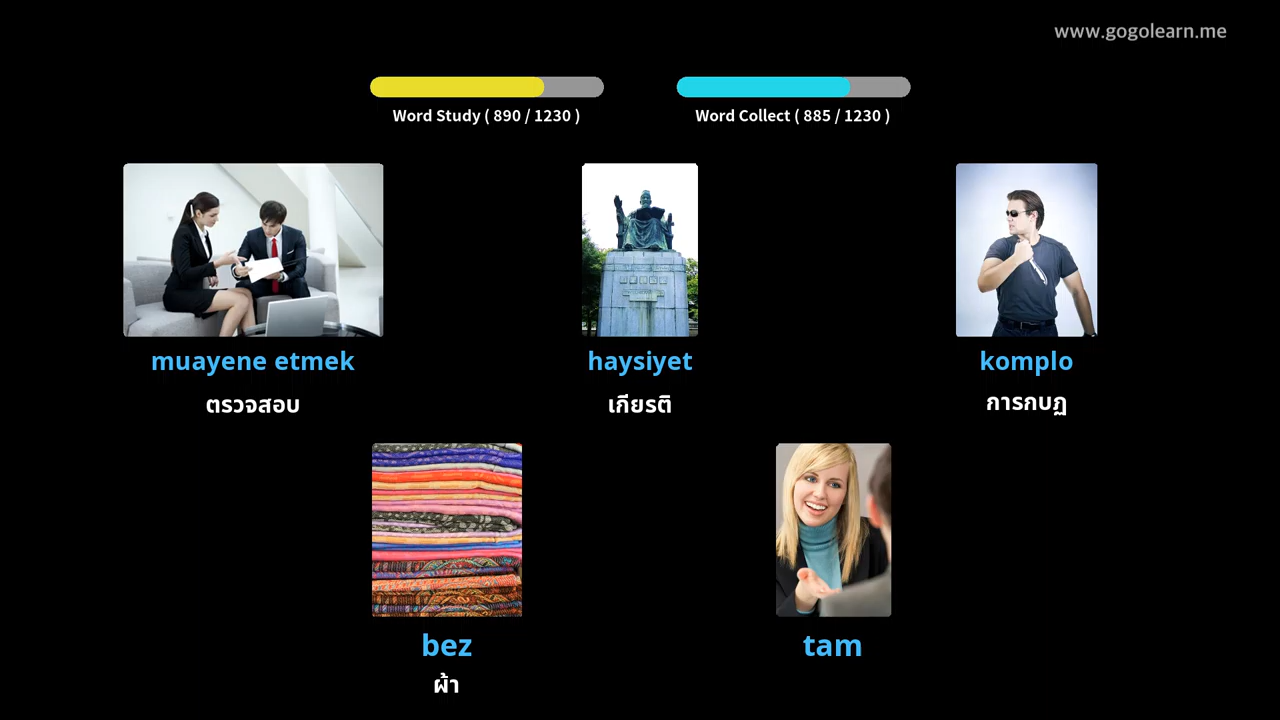 www.gogolearn.me
Word Study ( 890 / 1230 )
Word Collect ( 885 / 1230 )
muayene etmek
haysiyet
komplo
ตรวจสอบ
เกียรติ
การกบฏ
bez
tam
ผ้า